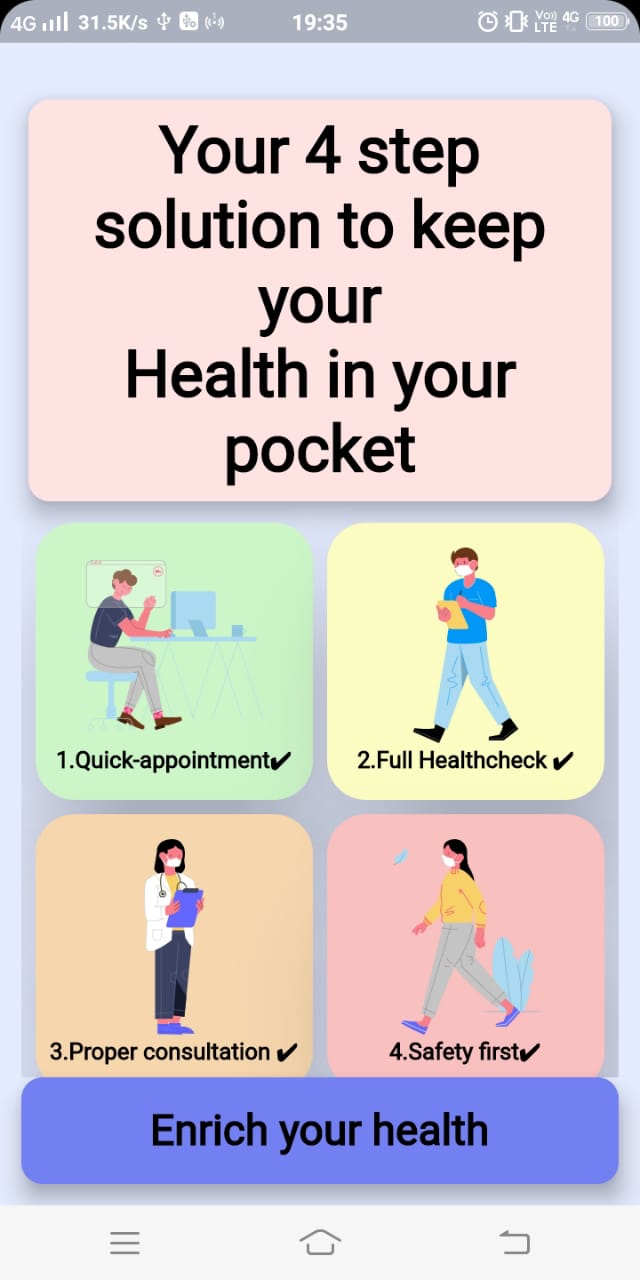 4G 31.5K/s 19:35 Vo)) LTE 4G 100
Your 4 step
solution to keep
your
Health in your
pocket
1.Quick-appointment✔
2.Full Healthcheck ✔
3.Proper consultation ✔
4.Safety first✔
Enrich your health